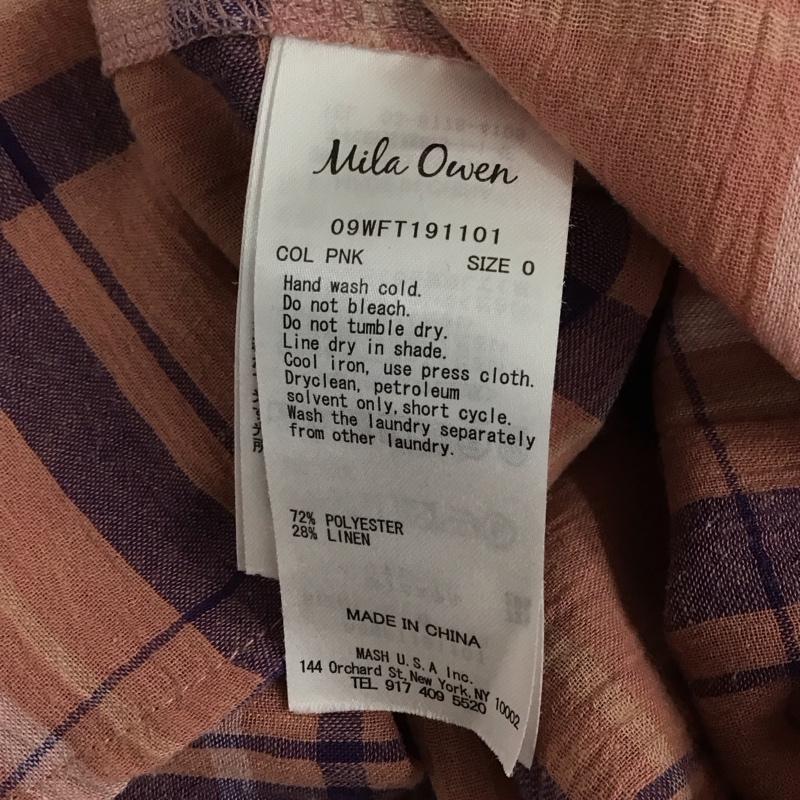 Mila Owen
09WFT191101
COL PNK SIZE 0
Hand wash cold.
Do not bleach.
Do not tumble dry.
Line dry in shade.
Cool iron, use press cloth.
Dryclean, petroleum
solvent only, short cycle.
Wash the laundry separately
from other laundry.
72% POLYESTER
28% LINEN
MADE IN CHINA
MASH U.S.A Inc.
144 Orchard St, New York, NY 10002
TEL 917 409 5520